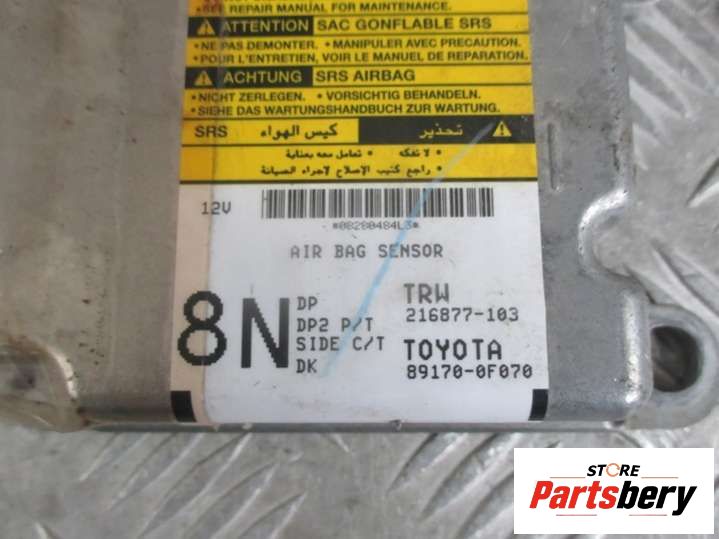 •SEE REPAIR MANUAL FOR MAINTENANCE.
ATTENTION SAC GONFLABLE SRS
•NE PAS DEMONTER. •MANIPULER AVEC PRECAUTION.
•POUR L'ENTRETIEN, VOIR LE MANUEL DE REPARATION.
ACHTUNG SRS AIRBAG
•NICHT ZERLEGEN. •VORSICHTIG BEHANDELN.
•SIEHE DAS WARTUNGSHANDBUCH ZUR WARTUNG.
تحذير كيس الهواء SRS
• لا تفكه • تعامل معه بعناية
• راجع كتيب الإصلاح لاجراء الصيانة
12V
*08280484L3*
AIR BAG SENSOR
8N
DP TRW
DP2 P/T 216877-103
SIDE C/T TOYOTA
DK 89170-0F070
STORE
Partsbery